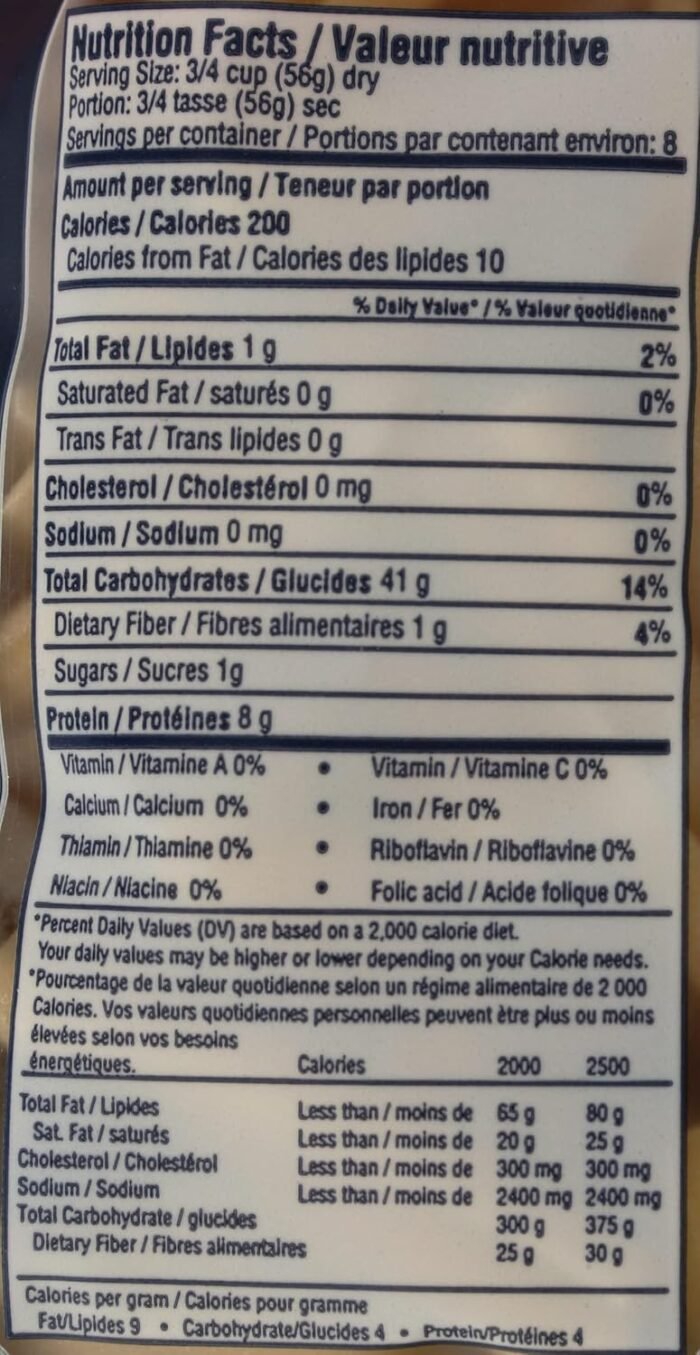 Nutrition Facts / Valeur nutritive
Serving Size: 3/4 cup (56g) dry
Portion: 3/4 tasse (56g) sec
Servings per container / Portions par contenant environ: 8
Amount per serving / Teneur par portion
Calories / Calories 200
Calories from Fat / Calories des lipides 10
% Daily Value* / % Valeur quotidienne*
Total Fat / Lipides 1 g 2%
Saturated Fat / saturés 0 g 0%
Trans Fat / Trans lipides 0 g
Cholesterol / Cholestérol 0 mg 0%
Sodium / Sodium 0 mg 0%
Total Carbohydrates / Glucides 41 g 14%
Dietary Fiber / Fibres alimentaires 1 g 4%
Sugars / Sucres 1g
Protein / Protéines 8 g
Vitamin / Vitamine A 0% • Vitamin / Vitamine C 0%
Calcium / Calcium 0% • Iron / Fer 0%
Thiamin / Thiamine 0% • Riboflavin / Riboflavine 0%
Niacin / Niacine 0% • Folic acid / Acide folique 0%
*Percent Daily Values (DV) are based on a 2,000 calorie diet.
Your daily values may be higher or lower depending on your Calorie needs.
*Pourcentage de la valeur quotidienne selon un régime alimentaire de 2 000
Calories. Vos valeurs quotidiennes personnelles peuvent être plus ou moins
élevées selon vos besoins
énergétiques. Calories 2000 2500
Total Fat / Lipides Less than / moins de 65 g 80 g
Sat. Fat / saturés Less than / moins de 20 g 25 g
Cholesterol / Cholestérol Less than / moins de 300 mg 300 mg
Sodium / Sodium Less than / moins de 2400 mg 2400 mg
Total Carbohydrate / glucides 300 g 375 g
Dietary Fiber / Fibres alimentaires 25 g 30 g
Calories per gram / Calories pour gramme
Fat/Lipides 9 • Carbohydrate/Glucides 4 • Protein/Protéines 4